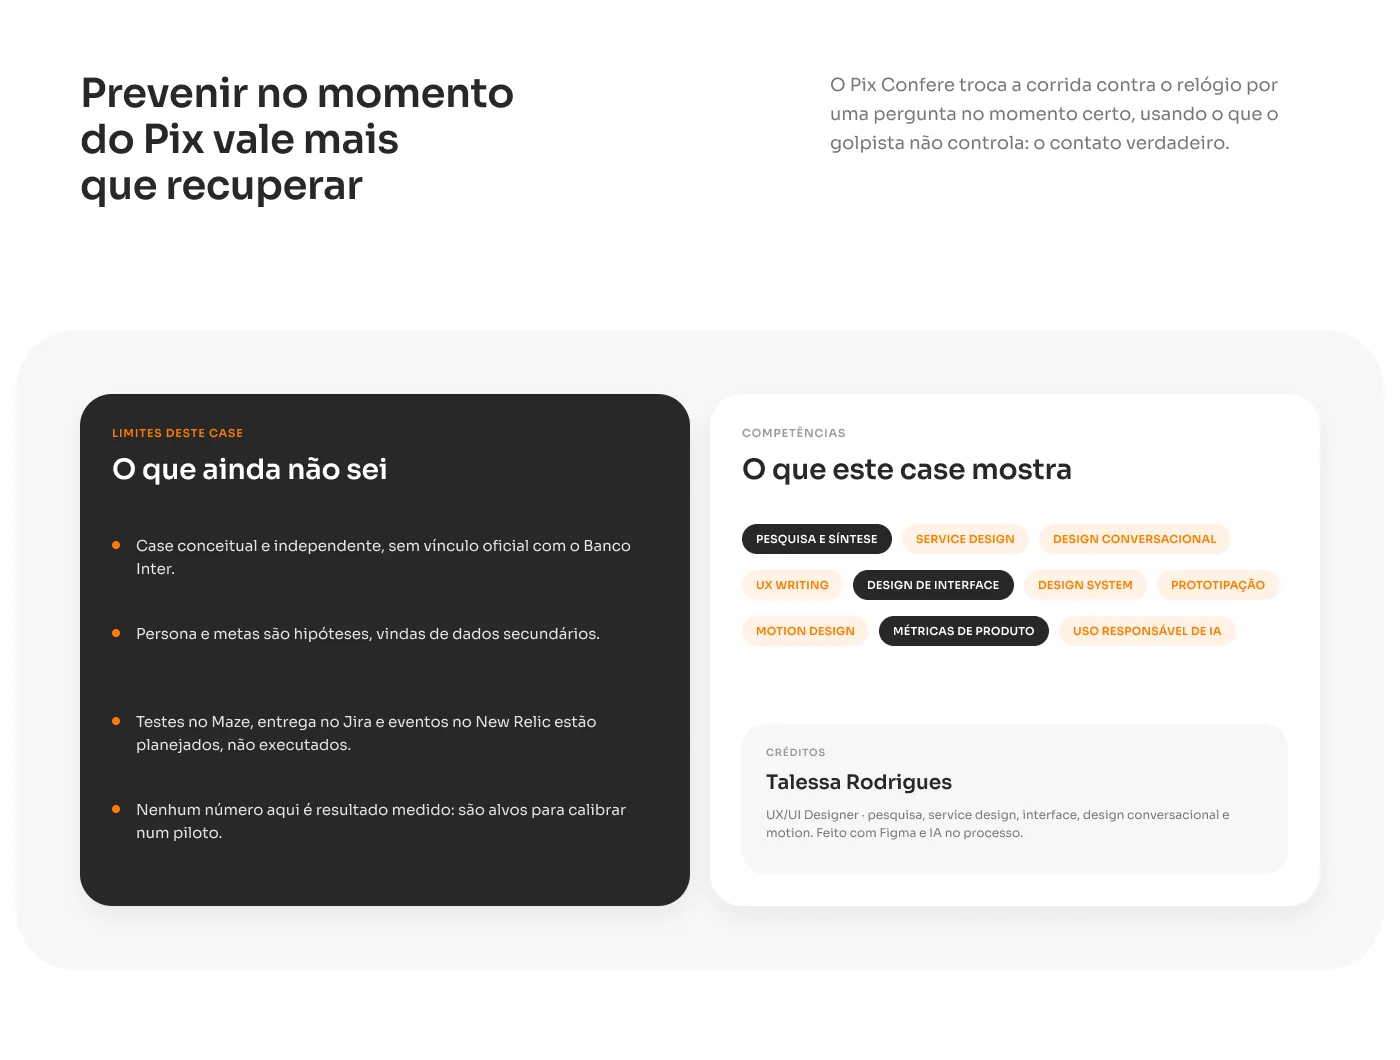 Prevenir no momento
do Pix vale mais
que recuperar
O Pix Confere troca a corrida contra o relógio por
uma pergunta no momento certo, usando o que o
golpista não controla: o contato verdadeiro.
LIMITES DESTE CASE
O que ainda não sei
Case conceitual e independente, sem vínculo oficial com o Banco
Inter.
Persona e metas são hipóteses, vindas de dados secundários.
Testes no Maze, entrega no Jira e eventos no New Relic estão
planejados, não executados.
Nenhum número aqui é resultado medido: são alvos para calibrar
num piloto.
COMPETÊNCIAS
O que este case mostra
PESQUISA E SÍNTESE SERVICE DESIGN DESIGN CONVERSACIONAL
UX WRITING DESIGN DE INTERFACE DESIGN SYSTEM PROTOTIPAÇÃO
MOTION DESIGN MÉTRICAS DE PRODUTO USO RESPONSÁVEL DE IA
CRÉDITOS
Talessa Rodrigues
UX/UI Designer · pesquisa, service design, interface, design conversacional e
motion. Feito com Figma e IA no processo.